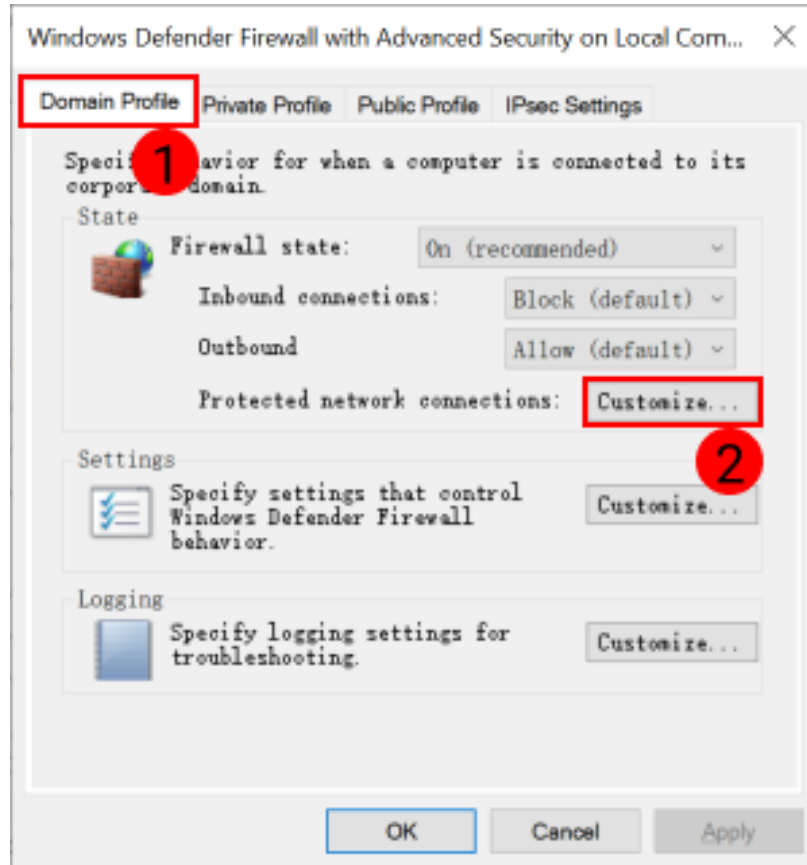 Windows Defender Firewall with Advanced Security on Local Com...
Domain Profile Private Profile Public Profile IPsec Settings
1
Specif avior for when a computer is connected to its
corpor domain.
State
Firewall state: On (recommended)
Inbound connections: Block (default)
Outbound Allow (default)
Protected network connections: Customize...
2
Settings
Specify settings that control
Windows Defender Firewall
behavior.
Customize...
Logging
Specify logging settings for
troubleshooting.
Customize...
OK Cancel Apply